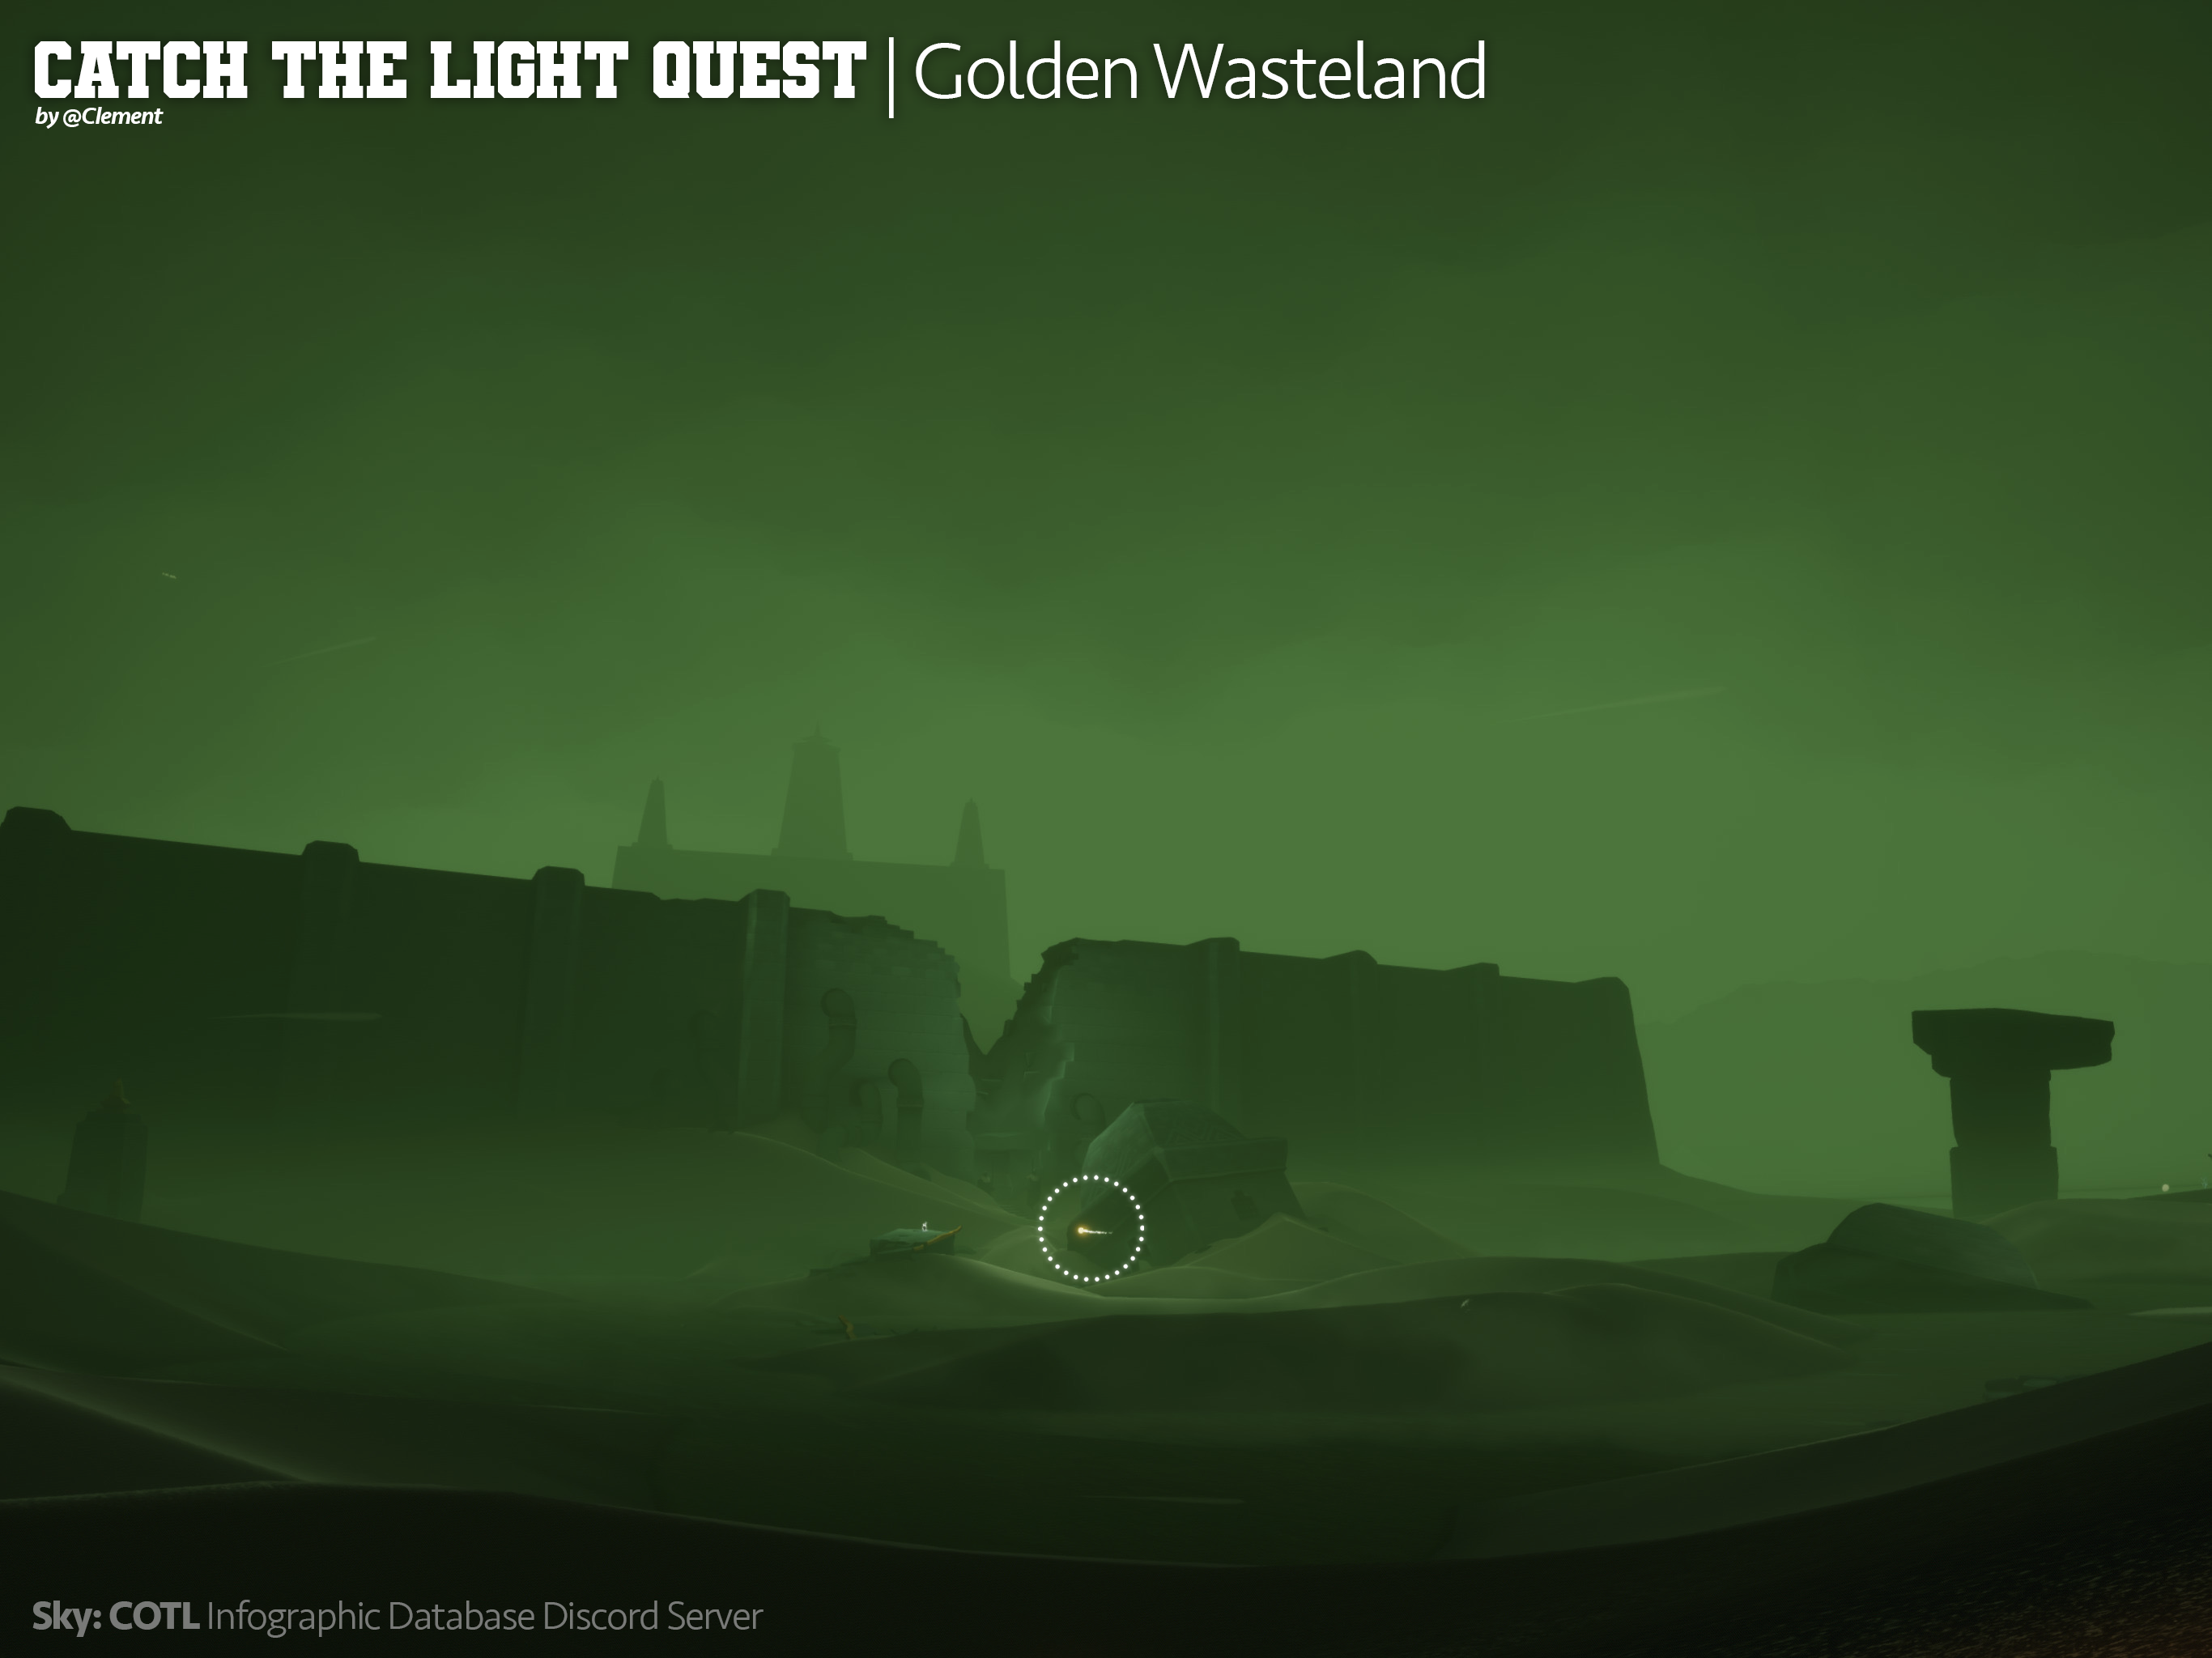 CATCH THE LIGHT QUEST | Golden Wasteland
by @Clement
Sky: COTL Infographic Database Discord Server